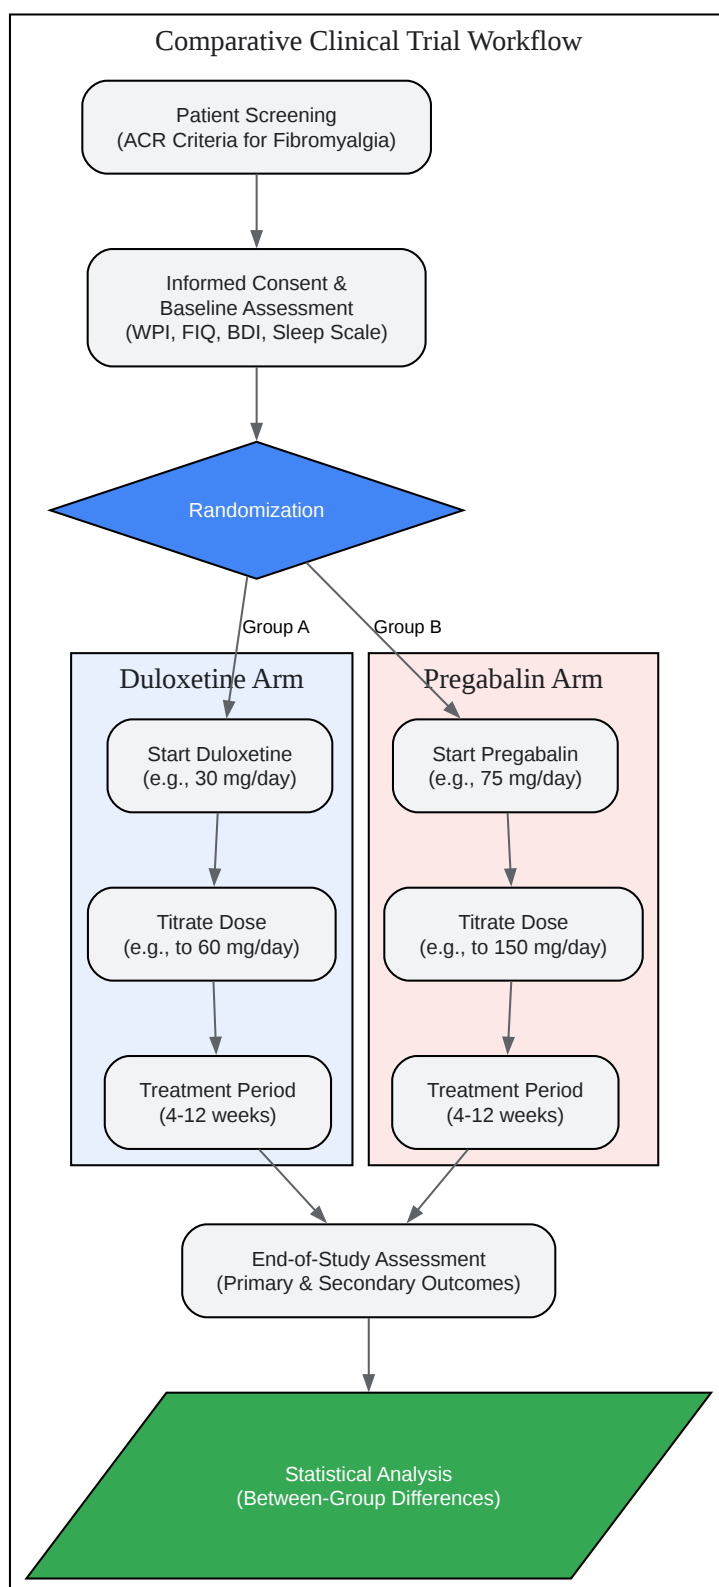 Comparative Clinical Trial Workflow
Patient Screening
(ACR Criteria for Fibromyalgia)
Informed Consent &
Baseline Assessment
(WPI, FIQ, BDI, Sleep Scale)
Randomization
Group A
Group B
Duloxetine Arm
Start Duloxetine
(e.g., 30 mg/day)
Titrate Dose
(e.g., to 60 mg/day)
Treatment Period
(4-12 weeks)
Pregabalin Arm
Start Pregabalin
(e.g., 75 mg/day)
Titrate Dose
(e.g., to 150 mg/day)
Treatment Period
(4-12 weeks)
End-of-Study Assessment
(Primary & Secondary Outcomes)
Statistical Analysis
(Between-Group Differences)